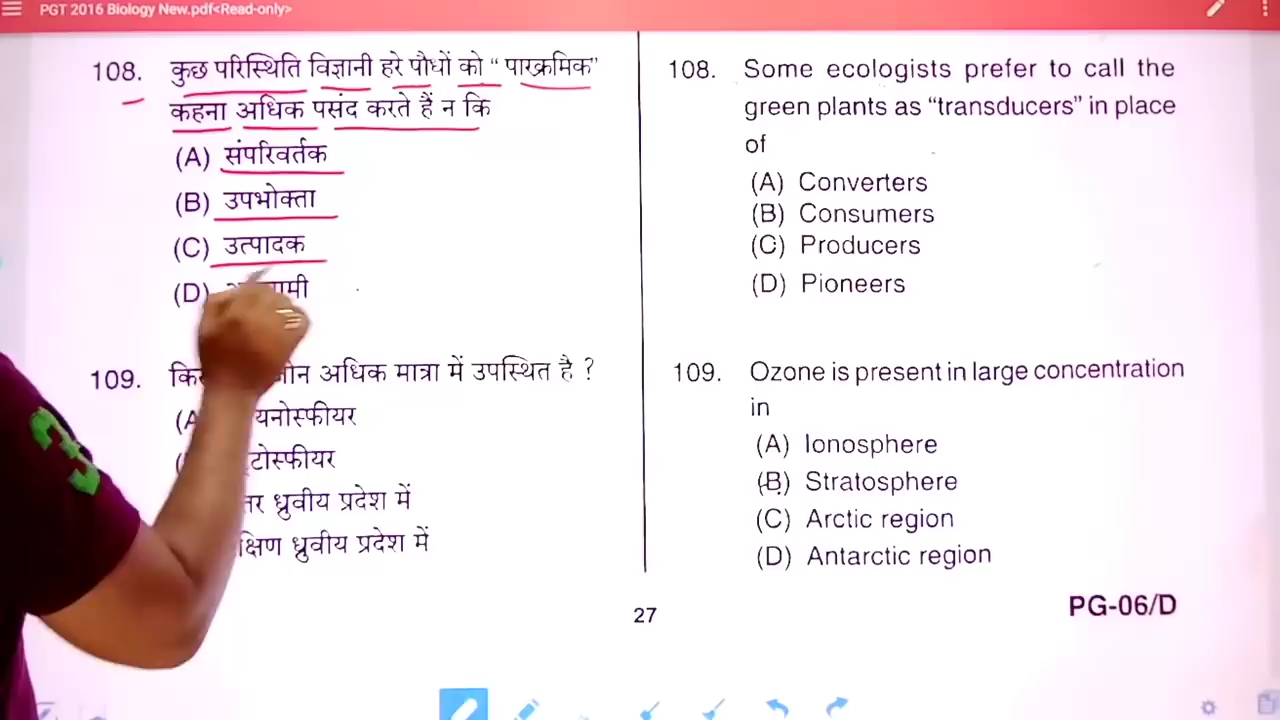 PGT 2016 Biology New.pdf<Read-only>
108. कुछ परिस्थिति विज्ञानी हरे पौधों को “ पारक्रमिक”
कहना अधिक पसंद करते हैं न कि
(A) संपरिवर्तक
(B) उपभोक्ता
(C) उत्पादक
(D)
109. अधिक मात्रा में उपस्थित है ?
ध्रुवीय प्रदेश में
ध्रुवीय प्रदेश में
108. Some ecologists prefer to call the
green plants as “transducers” in place
of
(A) Converters
(B) Consumers
(C) Producers
(D) Pioneers
109. Ozone is present in large concentration
in
(A) Ionosphere
(B) Stratosphere
(C) Arctic region
(D) Antarctic region
27
PG-06/D